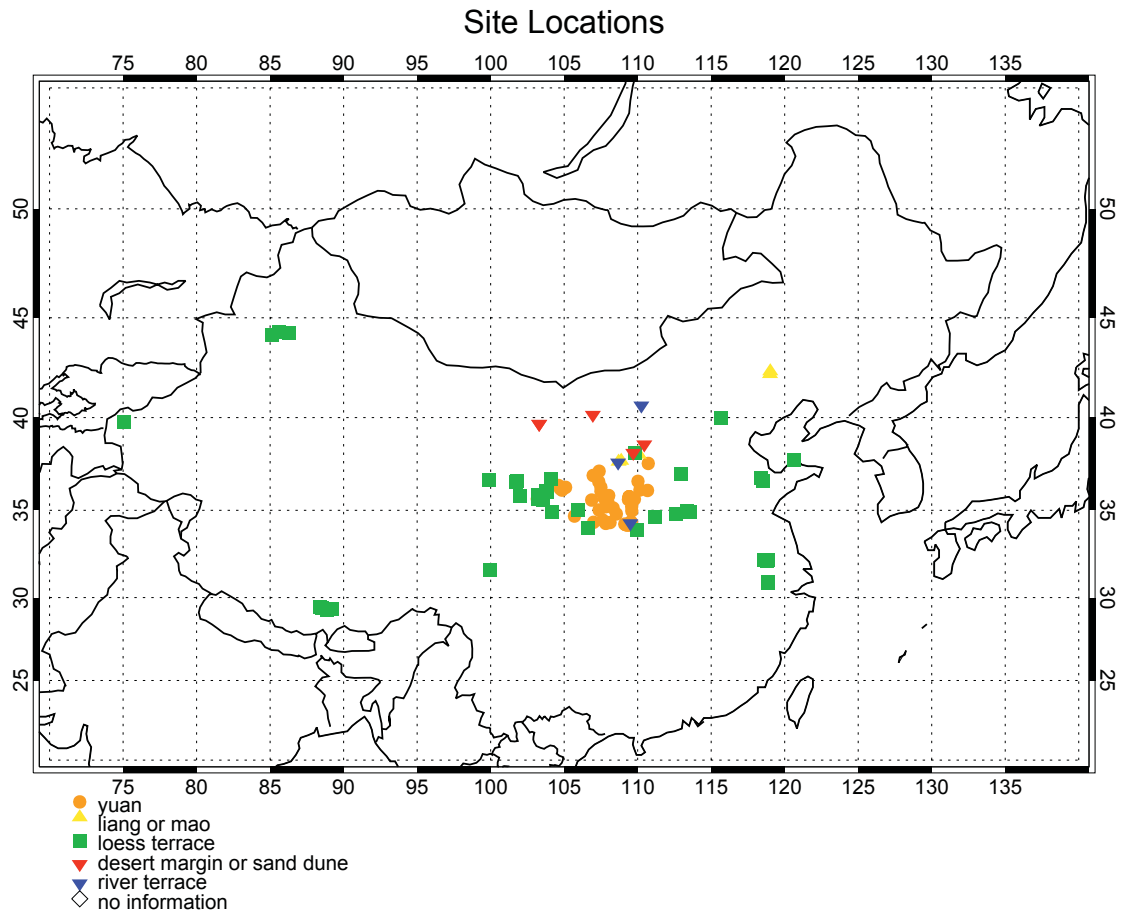 Site Locations
75 80 85 90 95 100 105 110 115 120 125 130 135
50 50
45 45
40 40
35 35
30 30
25 25
75 80 85 90 95 100 105 110 115 120 125 130 135
yuan
liang or mao
loess terrace
desert margin or sand dune
river terrace
no information